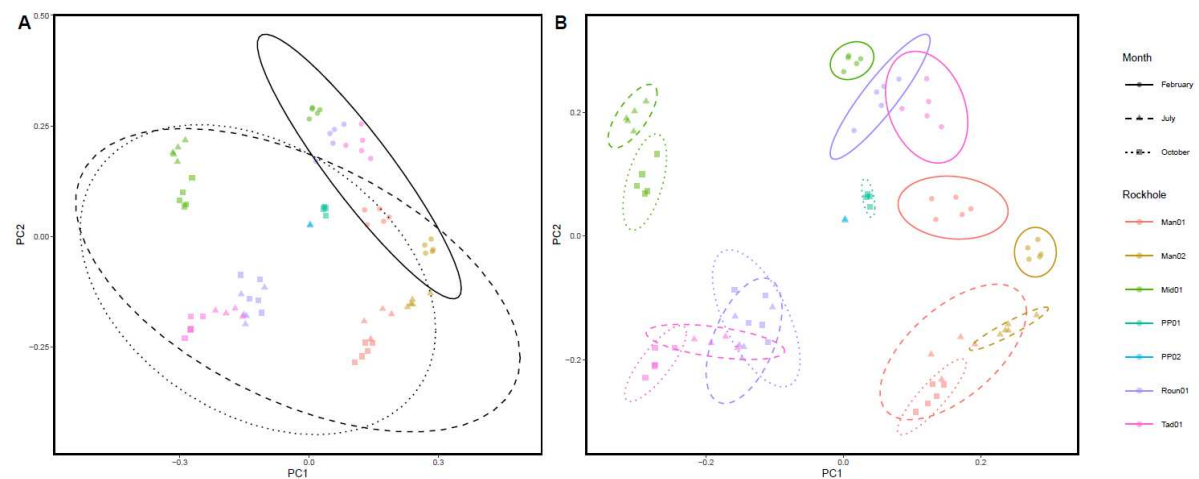 A
0.50
0.25
0.00
−0.25
PC2
−0.3
0.0
0.3
PC1
B
0.2
0.0
−0.2
−0.2
0.0
0.2
PC1
Month
February
July
October
Rockhole
Man01
Man02
Mid01
PP01
PP02
Roun01
Tad01